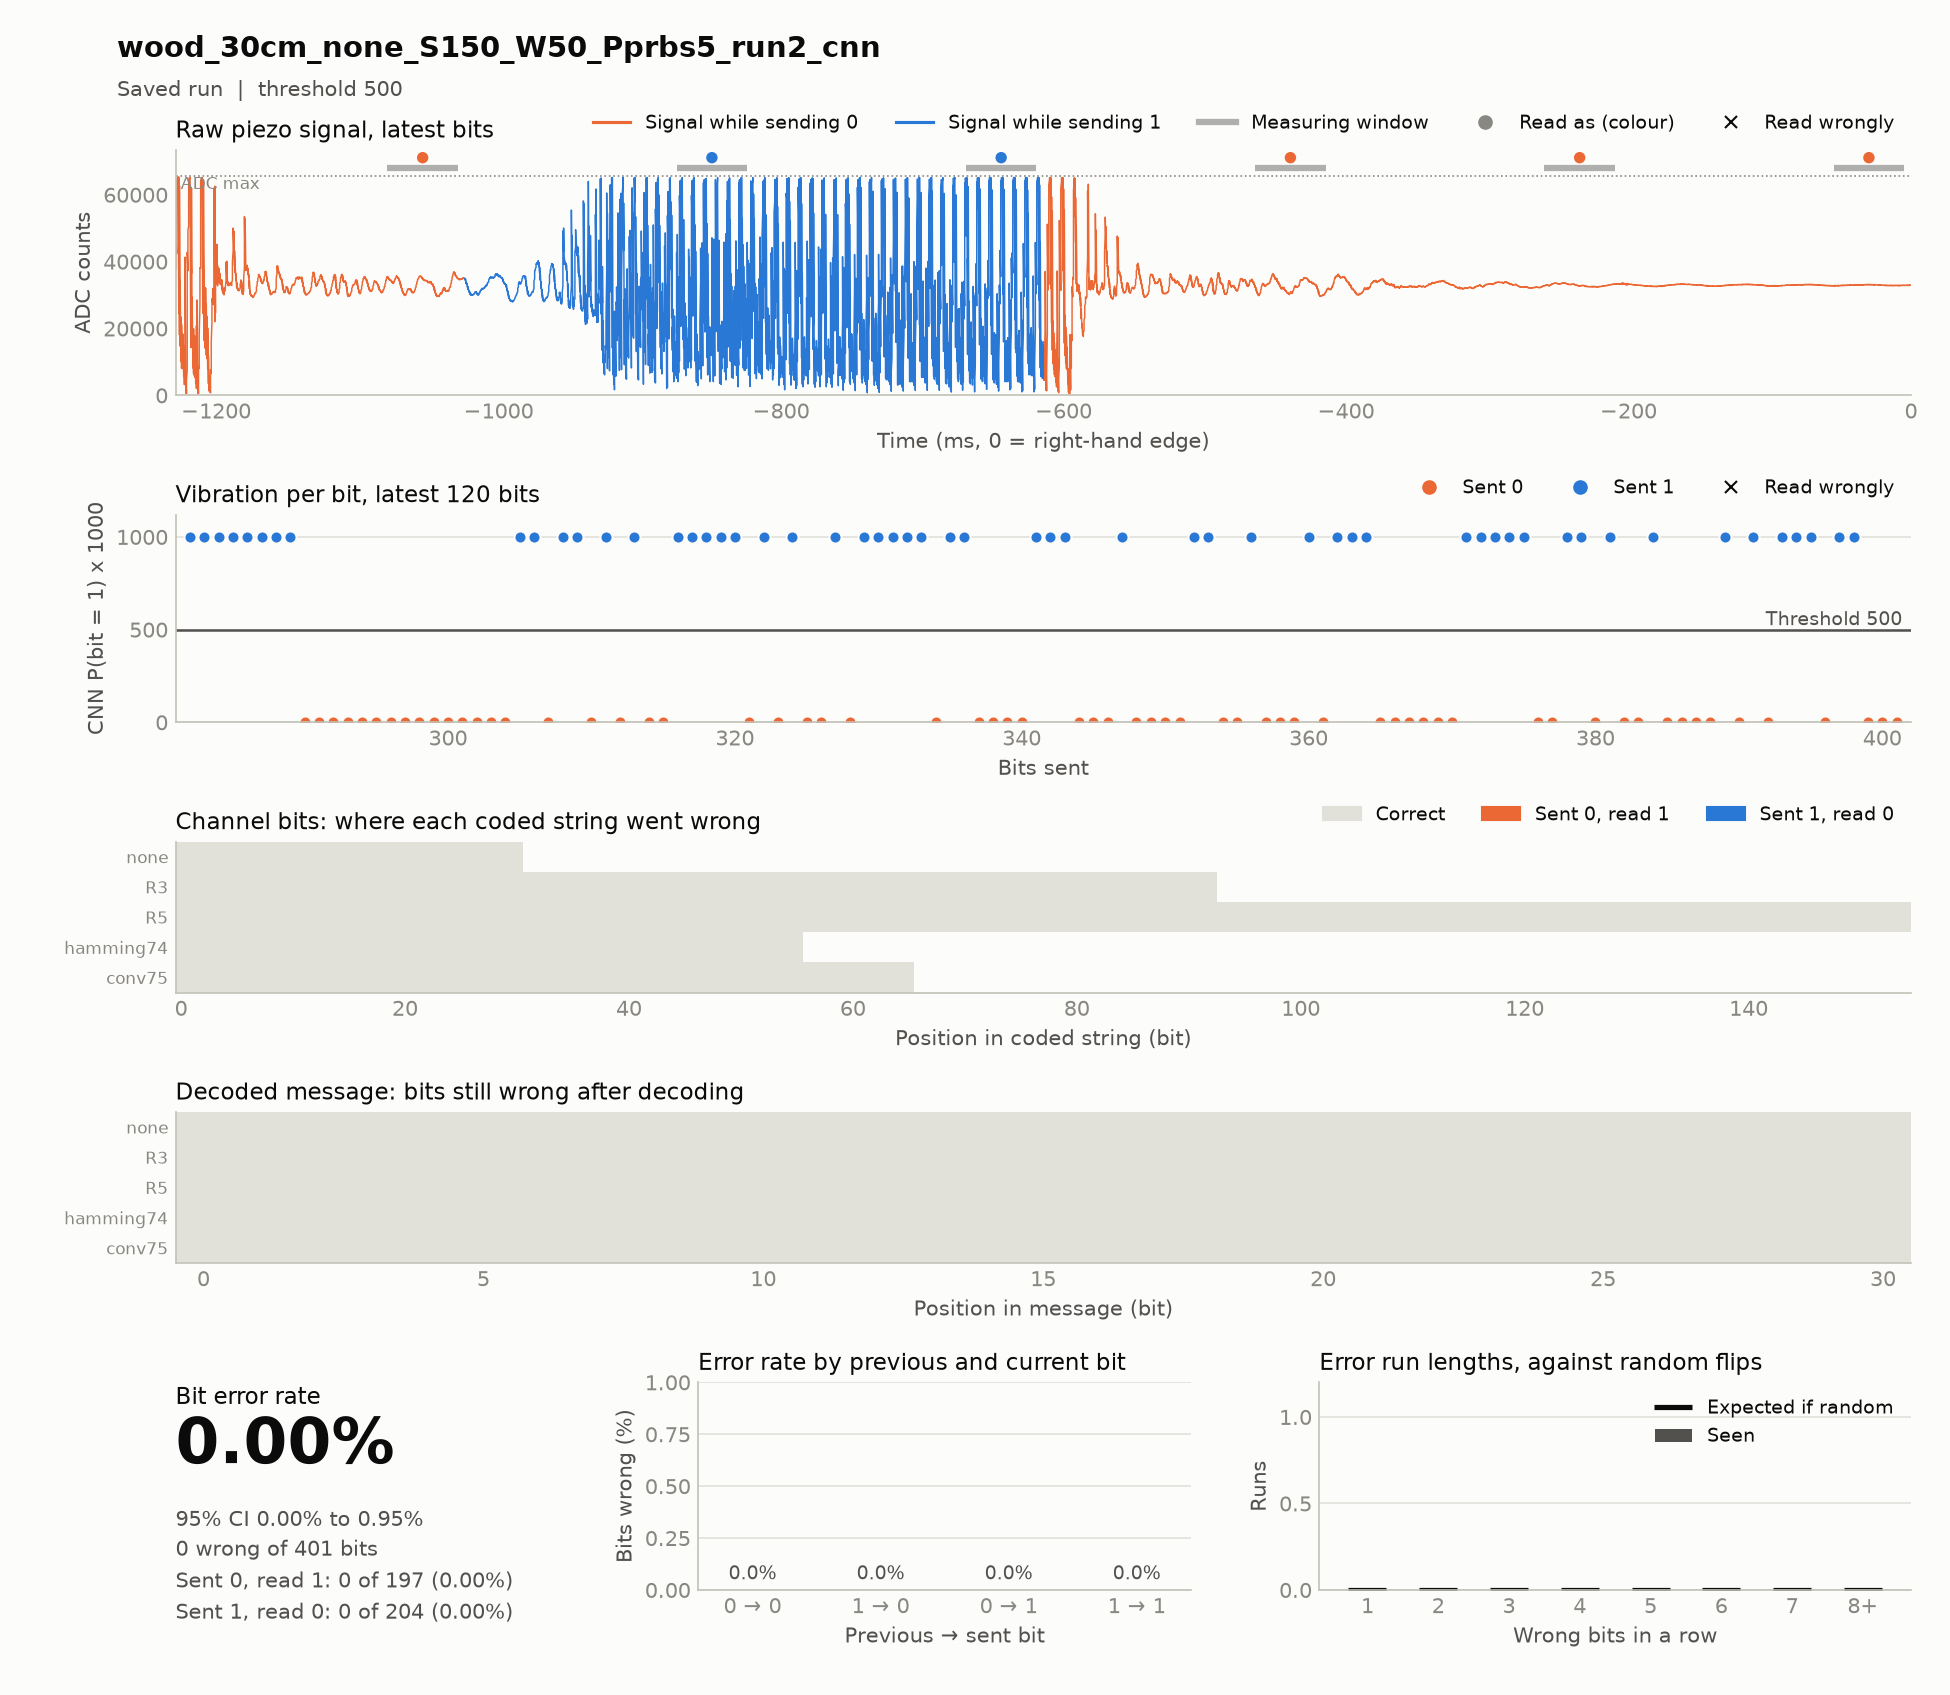 wood_30cm_none_S150_W50_Pprbs5_run2_cnn
Saved run | threshold 500
Raw piezo signal, latest bits
Signal while sending 0
Signal while sending 1
Measuring window
Read as (colour)
Read wrongly
ADC max
60000
40000
20000
0
ADC counts
−1200
−1000
−800
−600
−400
−200
0
Time (ms, 0 = right-hand edge)
Vibration per bit, latest 120 bits
Sent 0
Sent 1
Read wrongly
1000
500
0
CNN P(bit = 1) x 1000
Threshold 500
300
320
340
360
380
400
Bits sent
Channel bits: where each coded string went wrong
Correct
Sent 0, read 1
Sent 1, read 0
none
R3
R5
hamming74
conv75
0
20
40
60
80
100
120
140
Position in coded string (bit)
Decoded message: bits still wrong after decoding
none
R3
R5
hamming74
conv75
0
5
10
15
20
25
30
Position in message (bit)
Bit error rate
0.00%
95% CI 0.00% to 0.95%
0 wrong of 401 bits
Sent 0, read 1: 0 of 197 (0.00%)
Sent 1, read 0: 0 of 204 (0.00%)
Error rate by previous and current bit
1.00
0.75
0.50
0.25
0.00
Bits wrong (%)
0.0%
0.0%
0.0%
0.0%
0 → 0
1 → 0
0 → 1
1 → 1
Previous → sent bit
Error run lengths, against random flips
Expected if random
Seen
1.0
0.5
0.0
Runs
1
2
3
4
5
6
7
8+
Wrong bits in a row